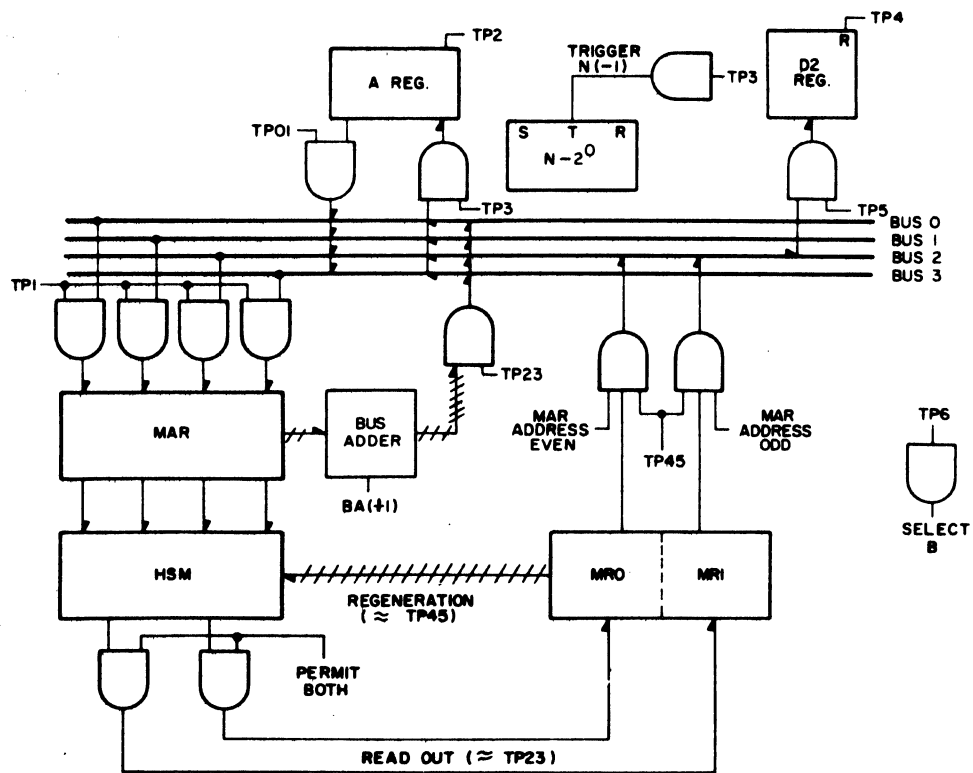 TP2
A REG.
TP01
TP3
TRIGGER
N(-1)
TP3
S T R
N-2⁰
TP4
R
D2
REG.
TP5
BUS 0
BUS 1
BUS 2
BUS 3
TP1
TP23
MAR
BUS
ADDER
BA(+1)
MAR
ADDRESS
EVEN
TP45
MAR
ADDRESS
ODD
TP6
SELECT
B
HSM
REGENERATION
(≈ TP45)
MR0
MR1
PERMIT
BOTH
READ OUT (≈ TP23)